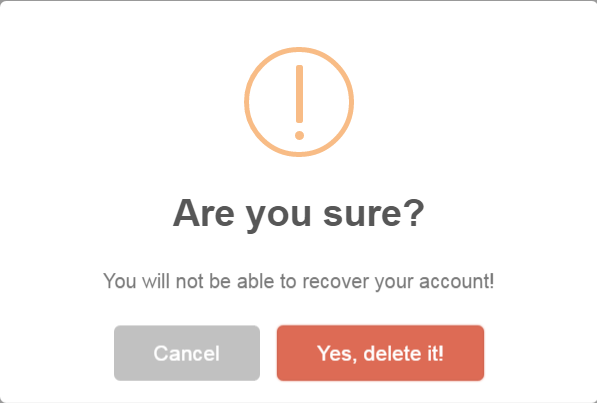 Are you sure?
You will not be able to recover your account!
Cancel
Yes, delete it!